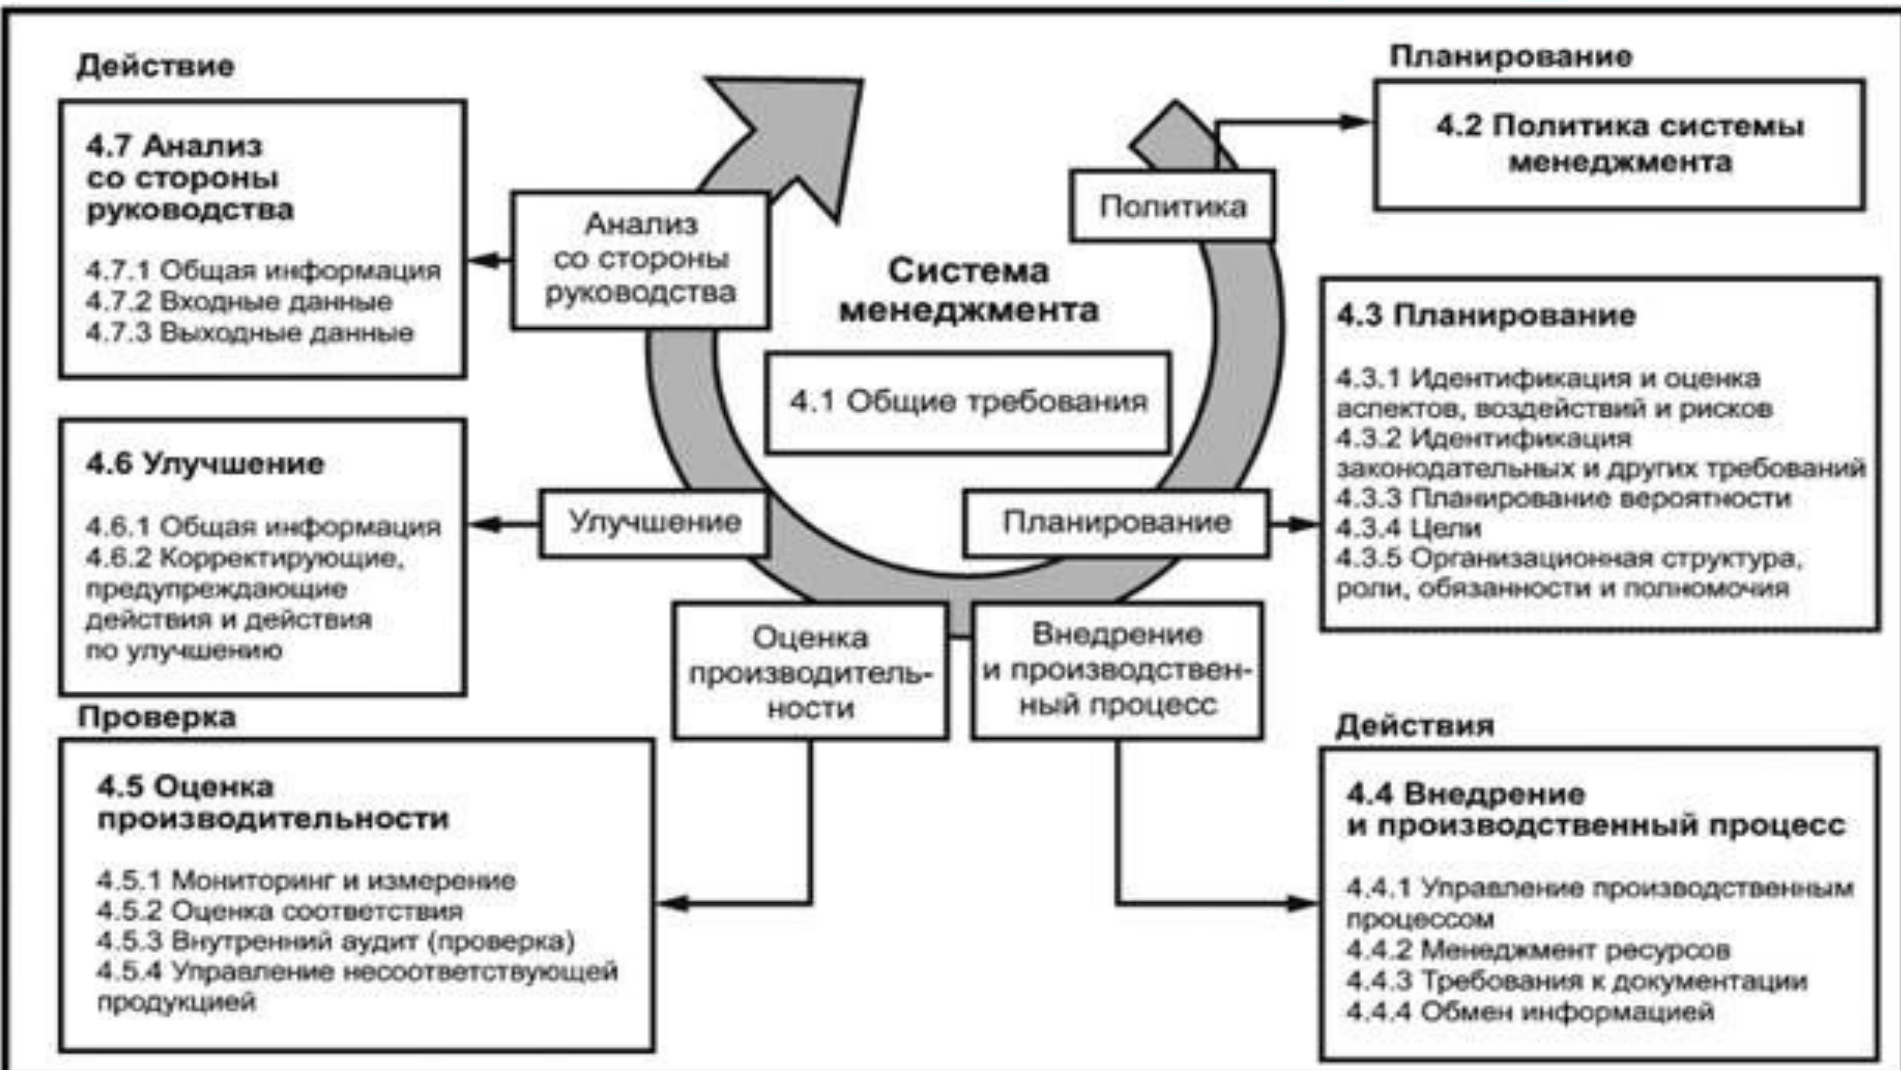 Действие
4.7 Анализ
со стороны
руководства
4.7.1 Общая информация
4.7.2 Входные данные
4.7.3 Выходные данные
4.6 Улучшение
4.6.1 Общая информация
4.6.2 Корректирующие,
предупреждающие
действия и действия
по улучшению
Проверка
4.5 Оценка
производительности
4.5.1 Мониторинг и измерение
4.5.2 Оценка соответствия
4.5.3 Внутренний аудит (проверка)
4.5.4 Управление несоответствующей
продукцией
Анализ
со стороны
руководства
Улучшение
Оценка
производитель-
ности
Система
менеджмента
4.1 Общие требования
Политика
Планирование
Внедрение
и производствен-
ный процесс
Планирование
4.2 Политика системы
менеджмента
4.3 Планирование
4.3.1 Идентификация и оценка
аспектов, воздействий и рисков
4.3.2 Идентификация
законодательных и других требований
4.3.3 Планирование вероятности
4.3.4 Цели
4.3.5 Организационная структура,
роли, обязанности и полномочия
Действия
4.4 Внедрение
и производственный процесс
4.4.1 Управление производственным
процессом
4.4.2 Менеджмент ресурсов
4.4.3 Требования к документации
4.4.4 Обмен информацией